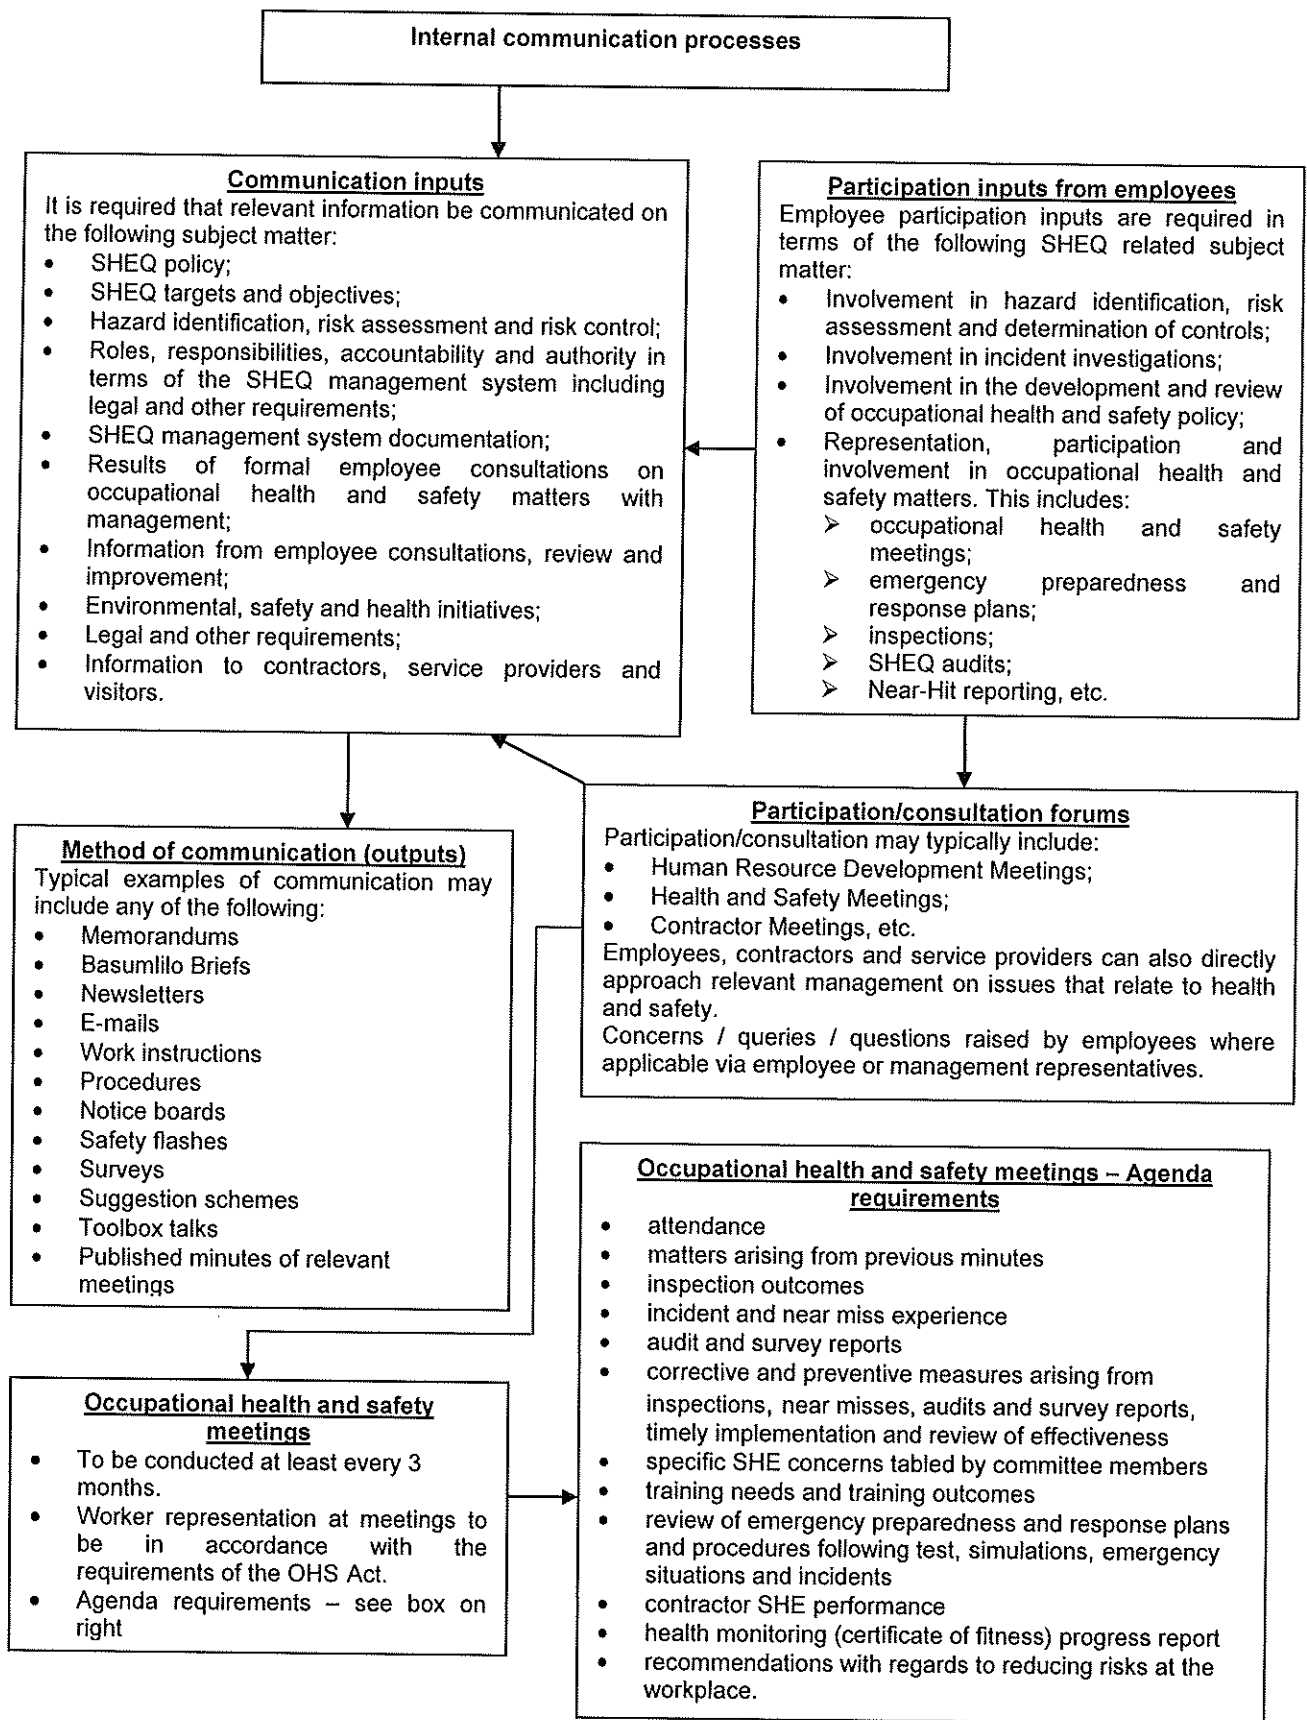 Internal communication processes
Communication inputs
It is required that relevant information be communicated on
the following subject matter:
• SHEQ policy;
• SHEQ targets and objectives;
• Hazard identification, risk assessment and risk control;
• Roles, responsibilities, accountability and authority in
terms of the SHEQ management system including
legal and other requirements;
• SHEQ management system documentation;
• Results of formal employee consultations on
occupational health and safety matters with
management;
• Information from employee consultations, review and
improvement;
• Environmental, safety and health initiatives;
• Legal and other requirements;
• Information to contractors, service providers and
visitors.
Participation inputs from employees
Employee participation inputs are required in
terms of the following SHEQ related subject
matter:
• Involvement in hazard identification, risk
assessment and determination of controls;
• Involvement in incident investigations;
• Involvement in the development and review
of occupational health and safety policy;
• Representation, participation and
involvement in occupational health and
safety matters. This includes:
➢ occupational health and safety
meetings;
➢ emergency preparedness and
response plans;
➢ inspections;
➢ SHEQ audits;
➢ Near-Hit reporting, etc.
Method of communication (outputs)
Typical examples of communication may
include any of the following:
• Memorandums
• Basumlilo Briefs
• Newsletters
• E-mails
• Work instructions
• Procedures
• Notice boards
• Safety flashes
• Surveys
• Suggestion schemes
• Toolbox talks
• Published minutes of relevant
meetings
Participation/consultation forums
Participation/consultation may typically include:
• Human Resource Development Meetings;
• Health and Safety Meetings;
• Contractor Meetings, etc.
Employees, contractors and service providers can also directly
approach relevant management on issues that relate to health
and safety.
Concerns / queries / questions raised by employees where
applicable via employee or management representatives.
Occupational health and safety
meetings
• To be conducted at least every 3
months.
• Worker representation at meetings to
be in accordance with the
requirements of the OHS Act.
• Agenda requirements – see box on
right
Occupational health and safety meetings – Agenda
requirements
• attendance
• matters arising from previous minutes
• inspection outcomes
• incident and near miss experience
• audit and survey reports
• corrective and preventive measures arising from
inspections, near misses, audits and survey reports,
timely implementation and review of effectiveness
• specific SHE concerns tabled by committee members
• training needs and training outcomes
• review of emergency preparedness and response plans
and procedures following test, simulations, emergency
situations and incidents
• contractor SHE performance
• health monitoring (certificate of fitness) progress report
• recommendations with regards to reducing risks at the
workplace.